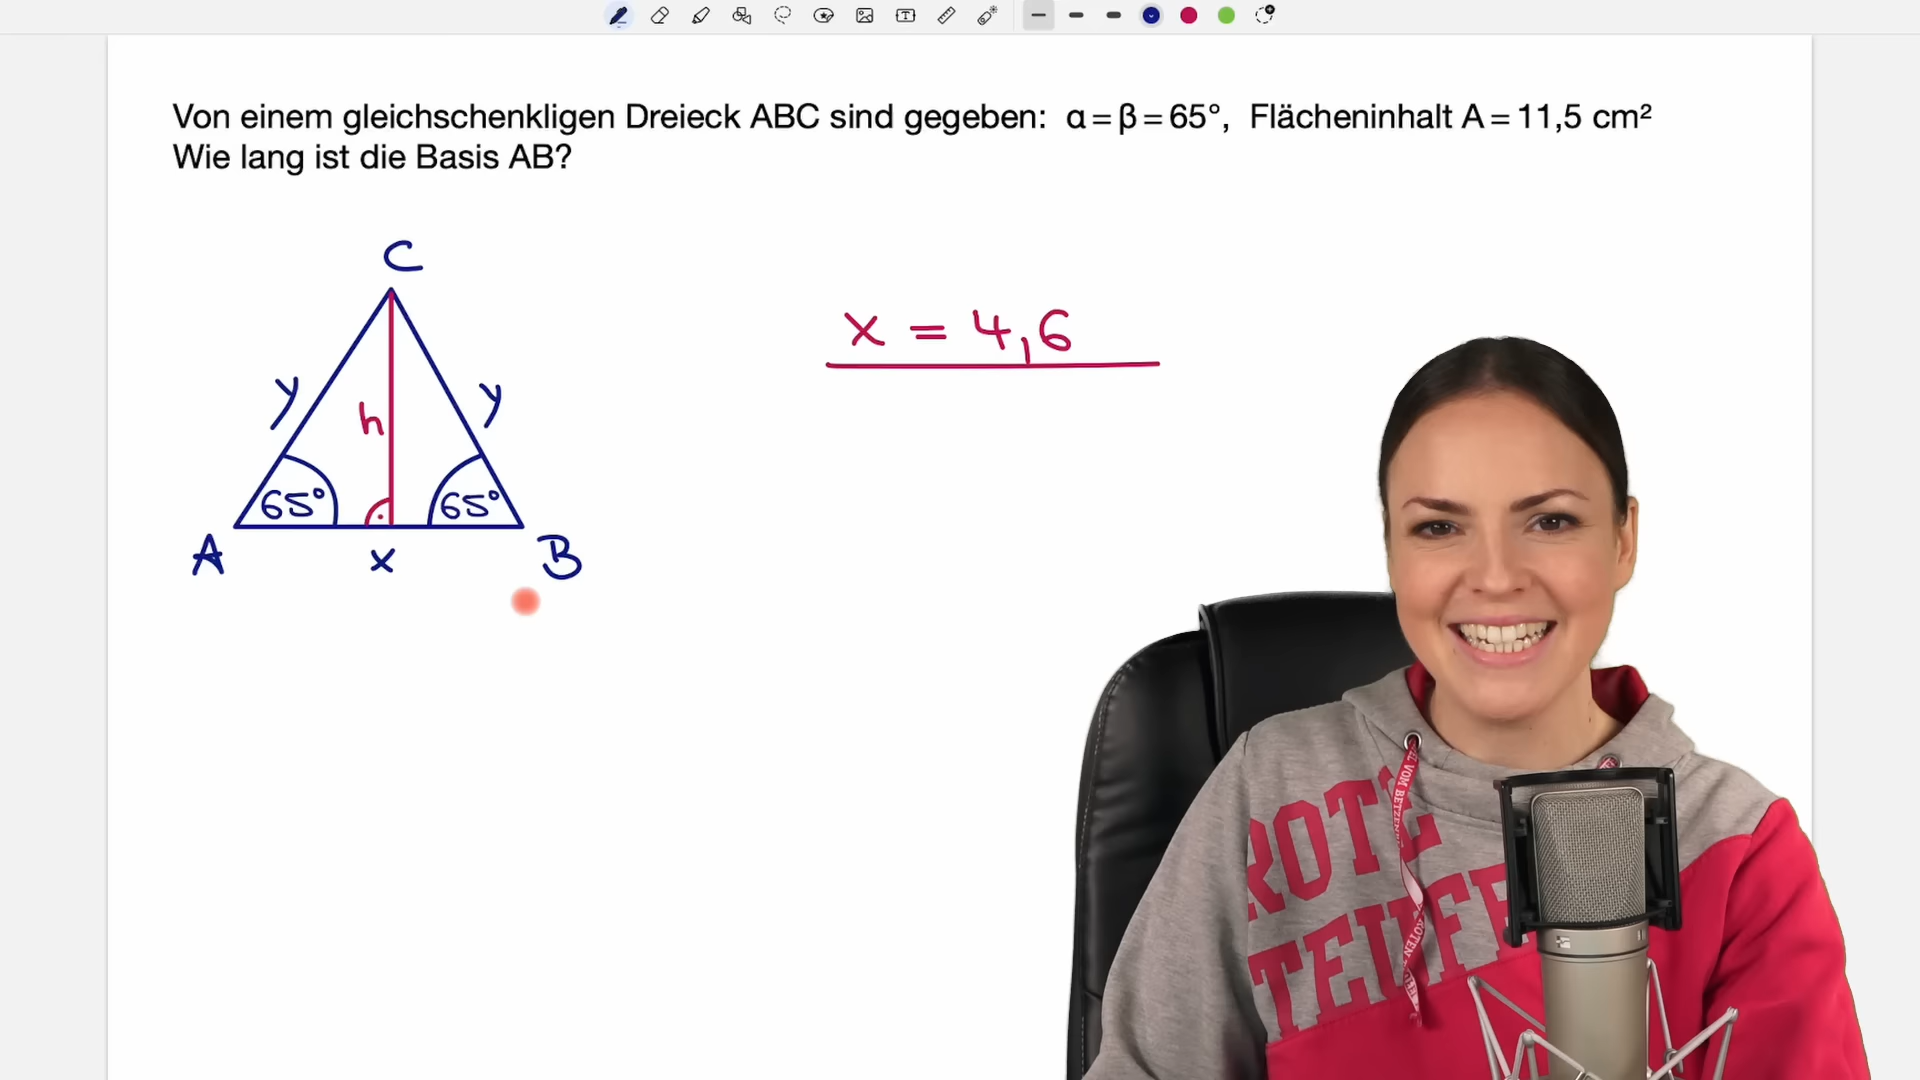 Von einem gleichschenkligen Dreieck ABC sind gegeben: α = β = 65°, Flächeninhalt A = 11,5 cm²
Wie lang ist die Basis AB?
C
x = 4,6
y
y
h
65°
65°
A
x
B
ROTE
TEUFE